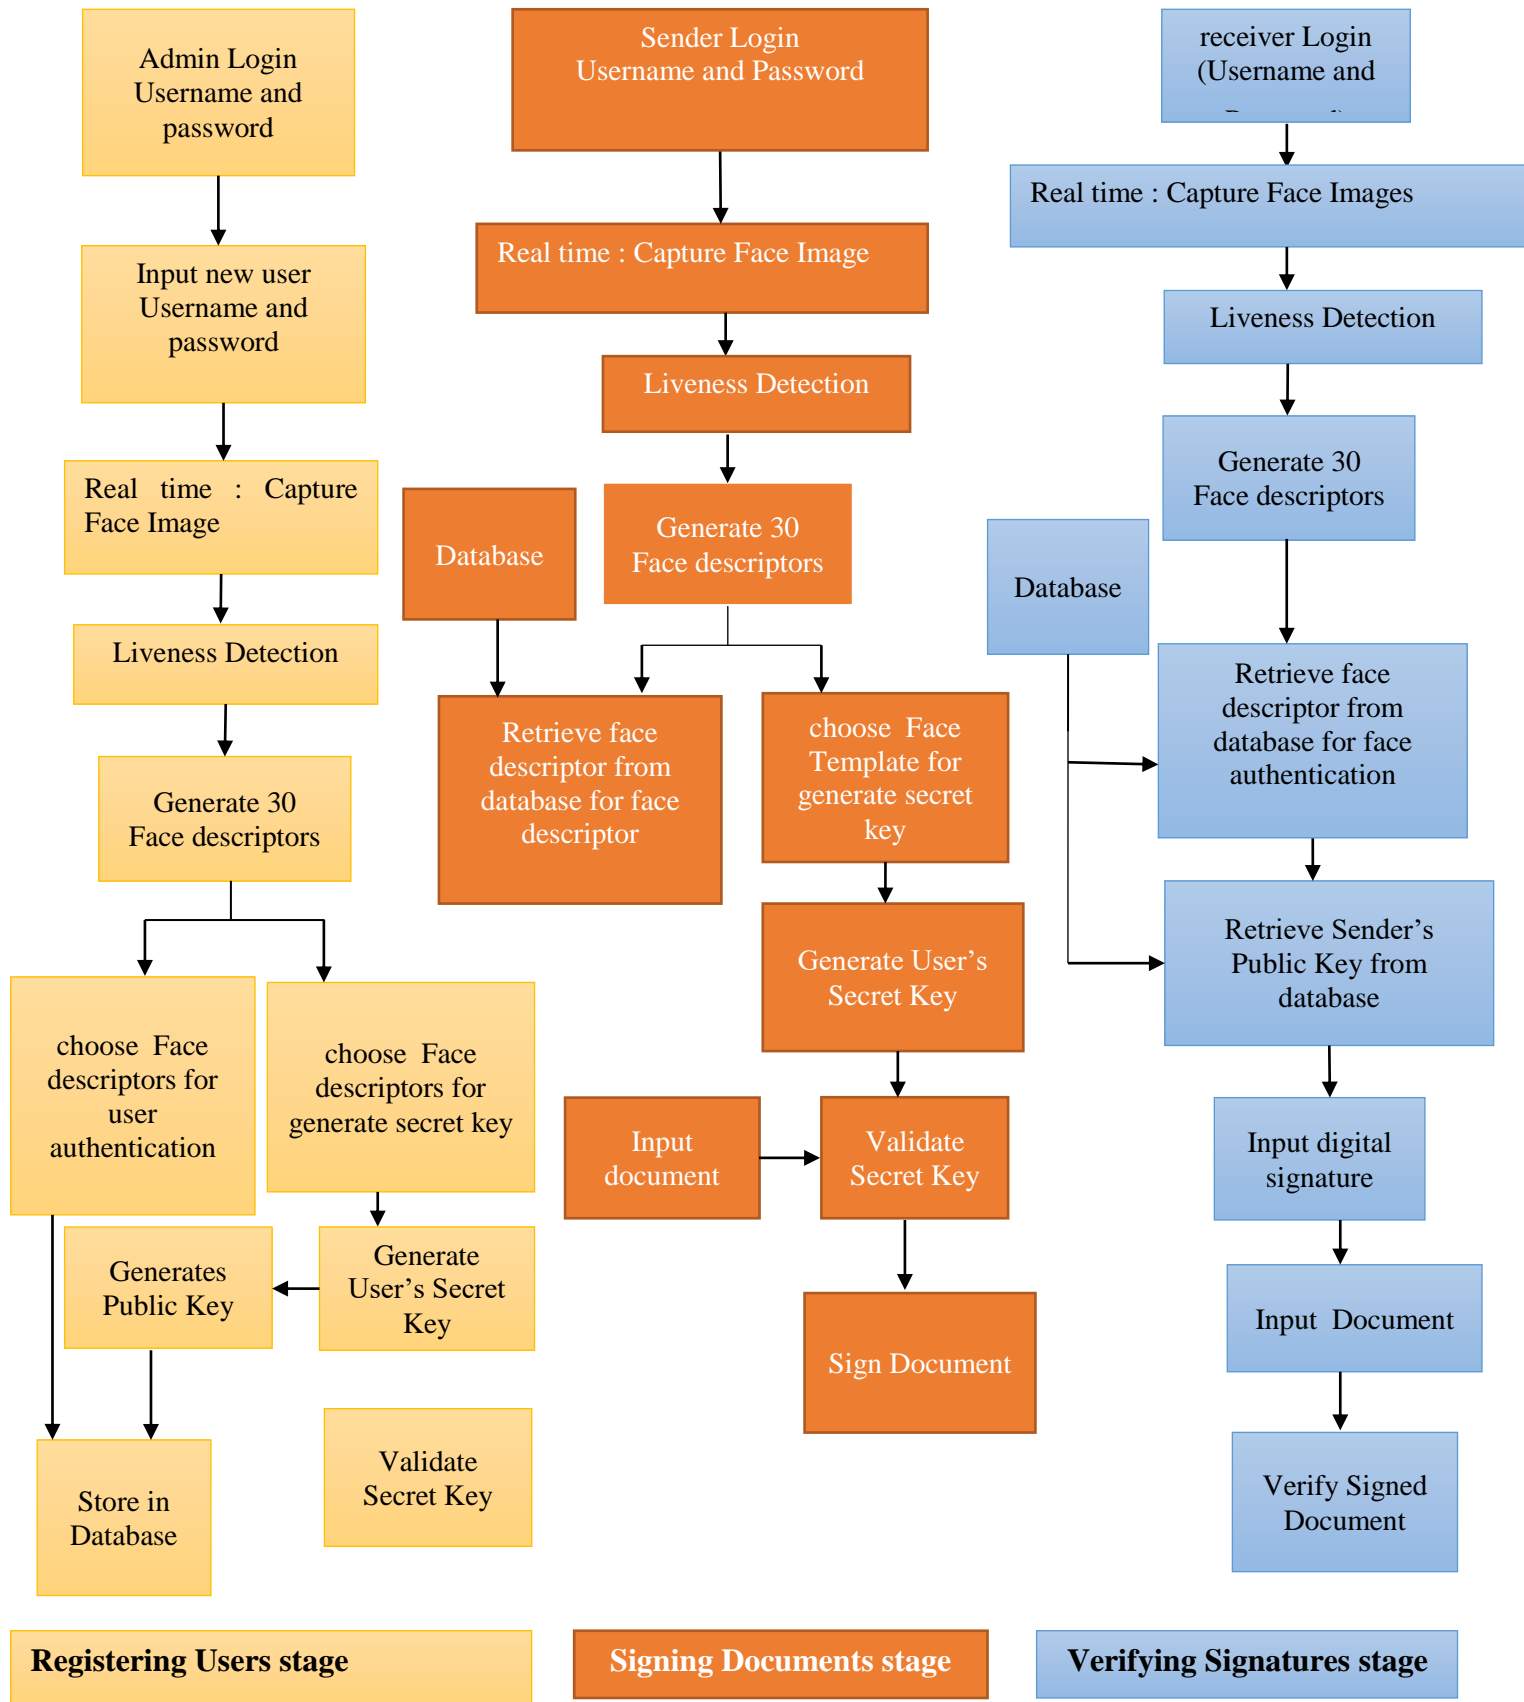 Admin Login
Username and
password
Input new user
Username and
password
Real time : Capture
Face Image
Liveness Detection
Generate 30
Face descriptors
choose Face
descriptors for
user
authentication
choose Face
descriptors for
generate secret key
Generates
Public Key
Generate
User's Secret
Key
Store in
Database
Validate
Secret Key
Registering Users stage
Sender Login
Username and Password
Real time : Capture Face Image
Liveness Detection
Database
Generate 30
Face descriptors
Retrieve face
descriptor from
database for face
descriptor
choose Face
Template for
generate secret
key
Generate User's
Secret Key
Input
document
Validate
Secret Key
Sign Document
Signing Documents stage
receiver Login
(Username and
Real time : Capture Face Images
Liveness Detection
Generate 30
Face descriptors
Database
Retrieve face
descriptor from
database for face
authentication
Retrieve Sender's
Public Key from
database
Input digital
signature
Input Document
Verify Signed
Document
Verifying Signatures stage